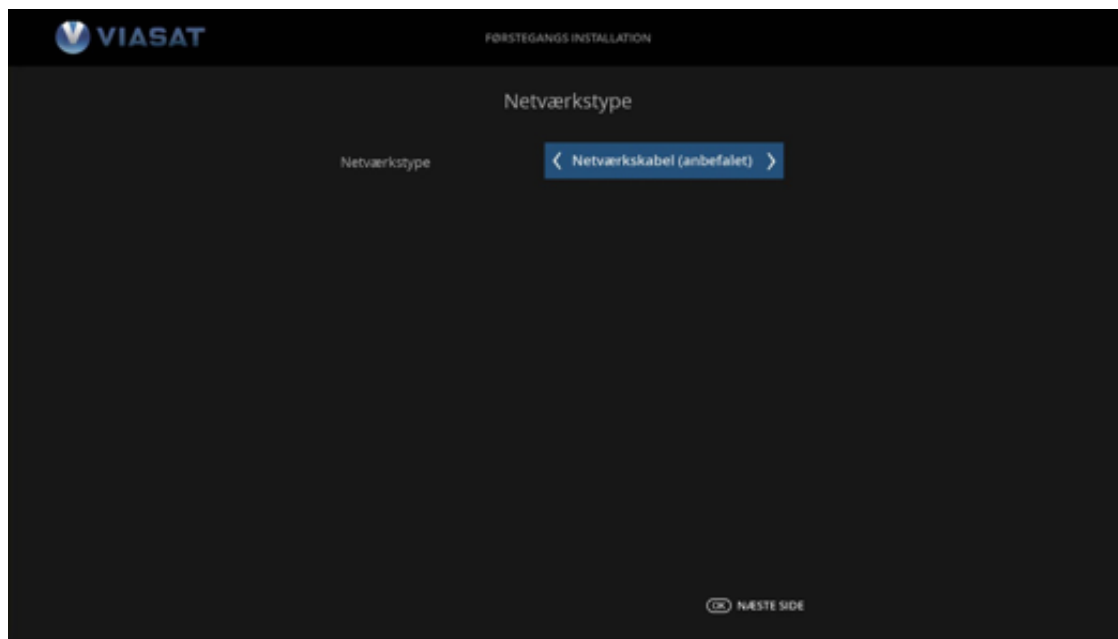 VIASAT
FØRSTEGANGS INSTALLATION
Netværkstype
Netværkstype
Netværkskabel (anbefalet)
OK NÆSTE SIDE